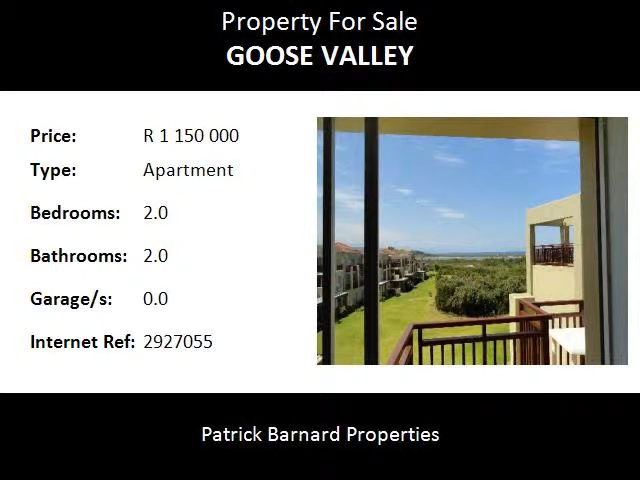 Property For Sale
GOOSE VALLEY
Price: R 1 150 000
Type: Apartment
Bedrooms: 2.0
Bathrooms: 2.0
Garage/s: 0.0
Internet Ref: 2927055
Patrick Barnard Properties